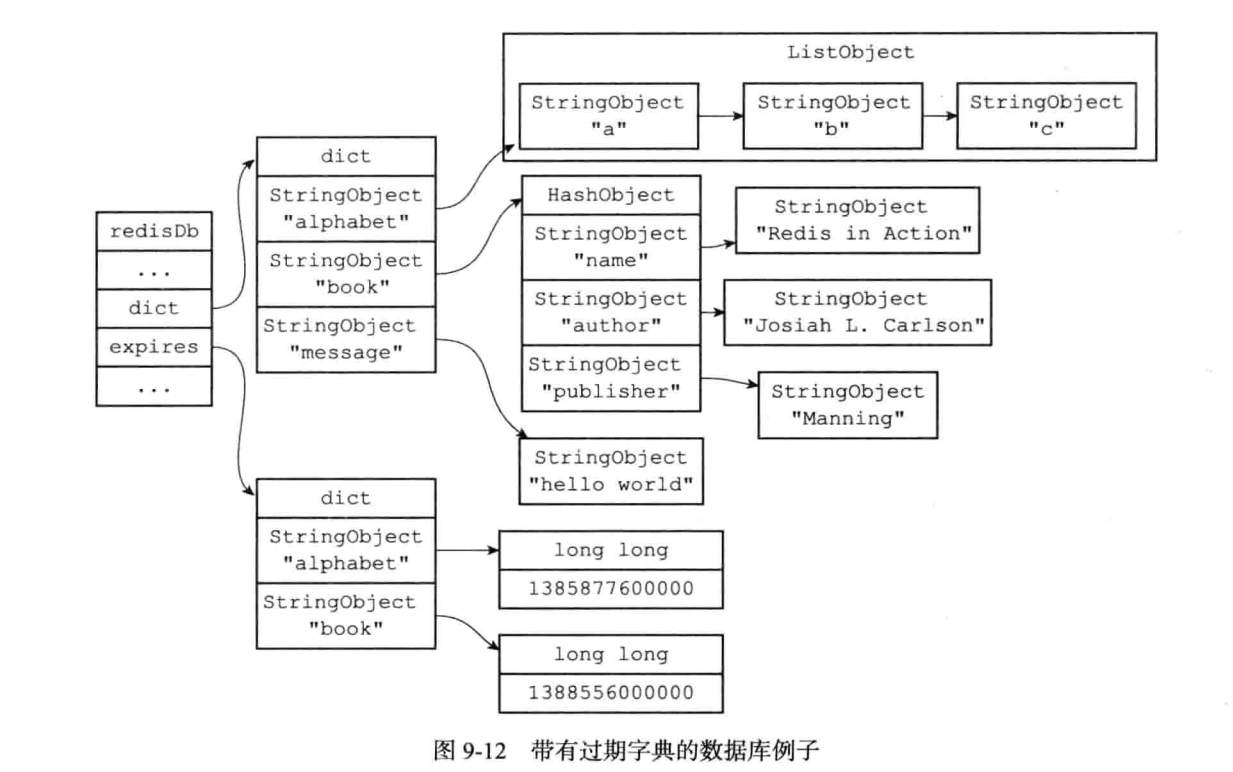 ListObject
StringObject
"a"
StringObject
"b"
StringObject
"c"
redisDb
...
dict
expires
...
dict
StringObject
"alphabet"
StringObject
"book"
StringObject
"message"
HashObject
StringObject
"name"
StringObject
"author"
StringObject
"publisher"
StringObject
"Redis in Action"
StringObject
"Josiah L. Carlson"
StringObject
"Manning"
StringObject
"hello world"
dict
StringObject
"alphabet"
StringObject
"book"
long long
1385877600000
long long
1388556000000
图 9-12 带有过期字典的数据库例子